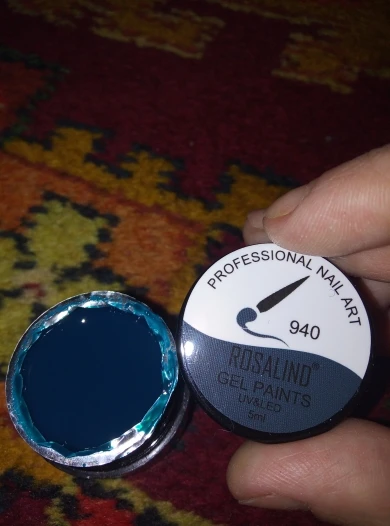 PROFESSIONAL NAIL ART
940
ROSALIND®
GEL PAINTS
UV&LED
5ml